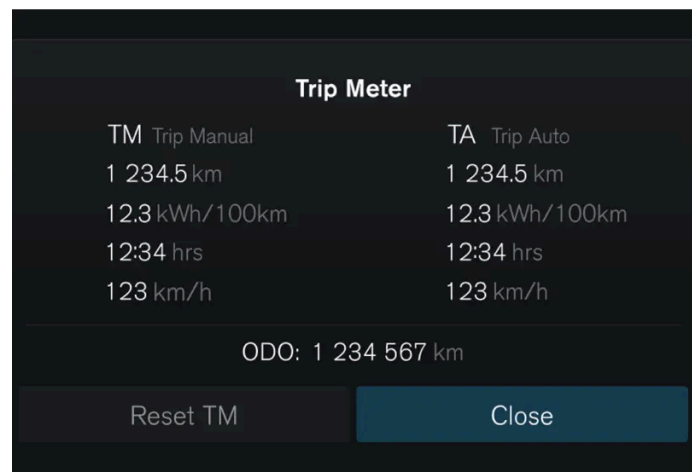 Trip Meter
TM Trip Manual
1 234.5 km
12.3 kWh/100km
12:34 hrs
123 km/h
TA Trip Auto
1 234.5 km
12.3 kWh/100km
12:34 hrs
123 km/h
ODO: 1 234 567 km
Reset TM
Close